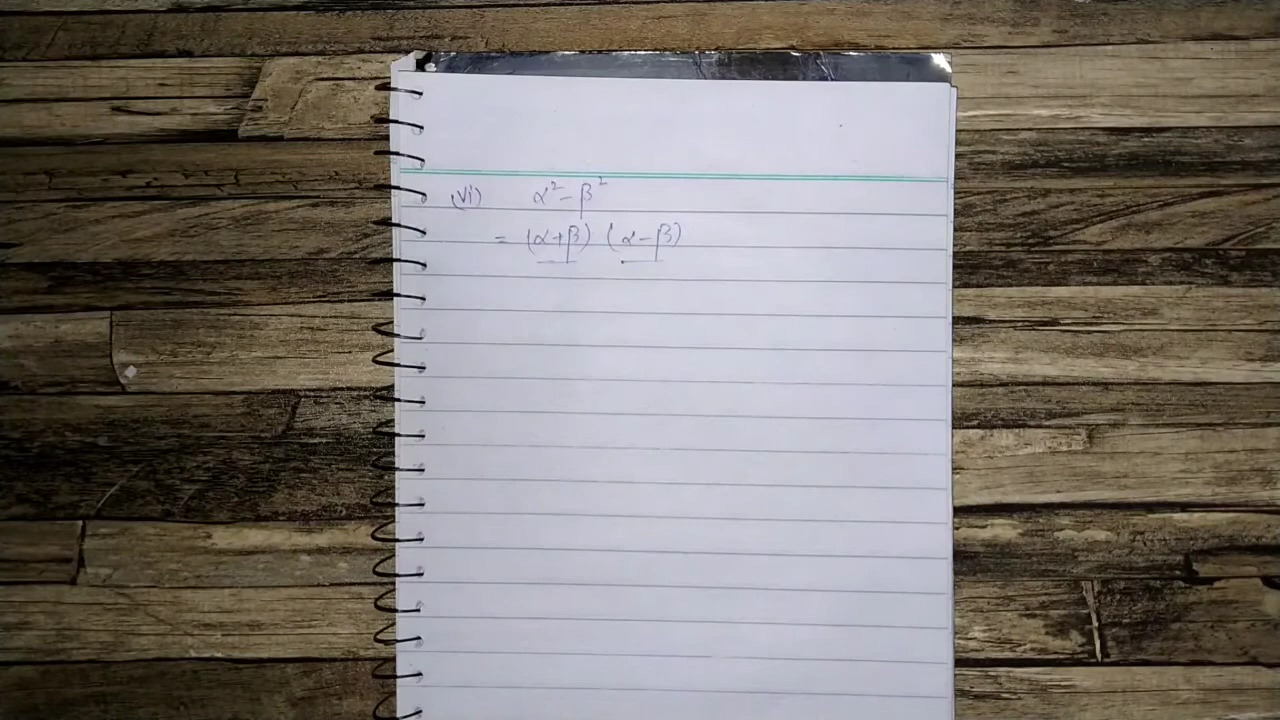 (vi) α² - β²
= (α+β) (α-β)